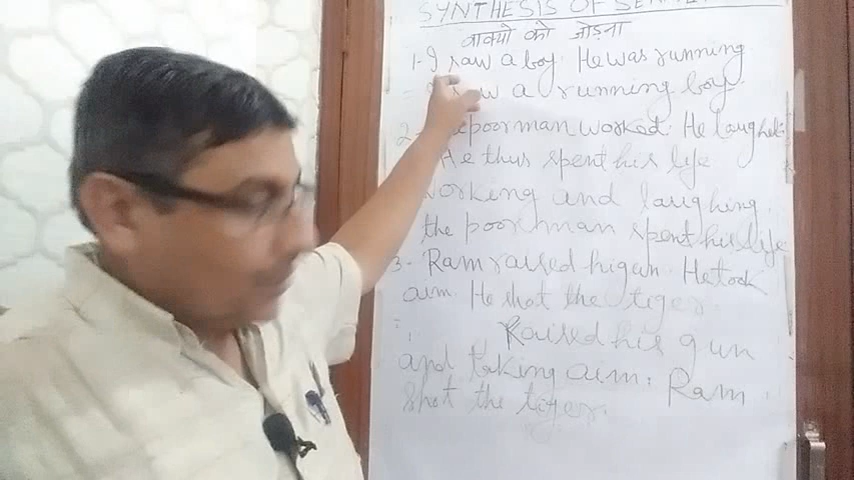 SYNTHESIS OF
वाक्यो को जोड़ना
1- I saw a boy. He was running
a running boy.
2- poor man worked. He laughed.
He thus spent his life
Working and laughing,
the poor man spent his life
3- Ram raised hi gun. He took
aim. He shot the tiger
= Raised his gun
and taking aim, Ram
shot the tiger.